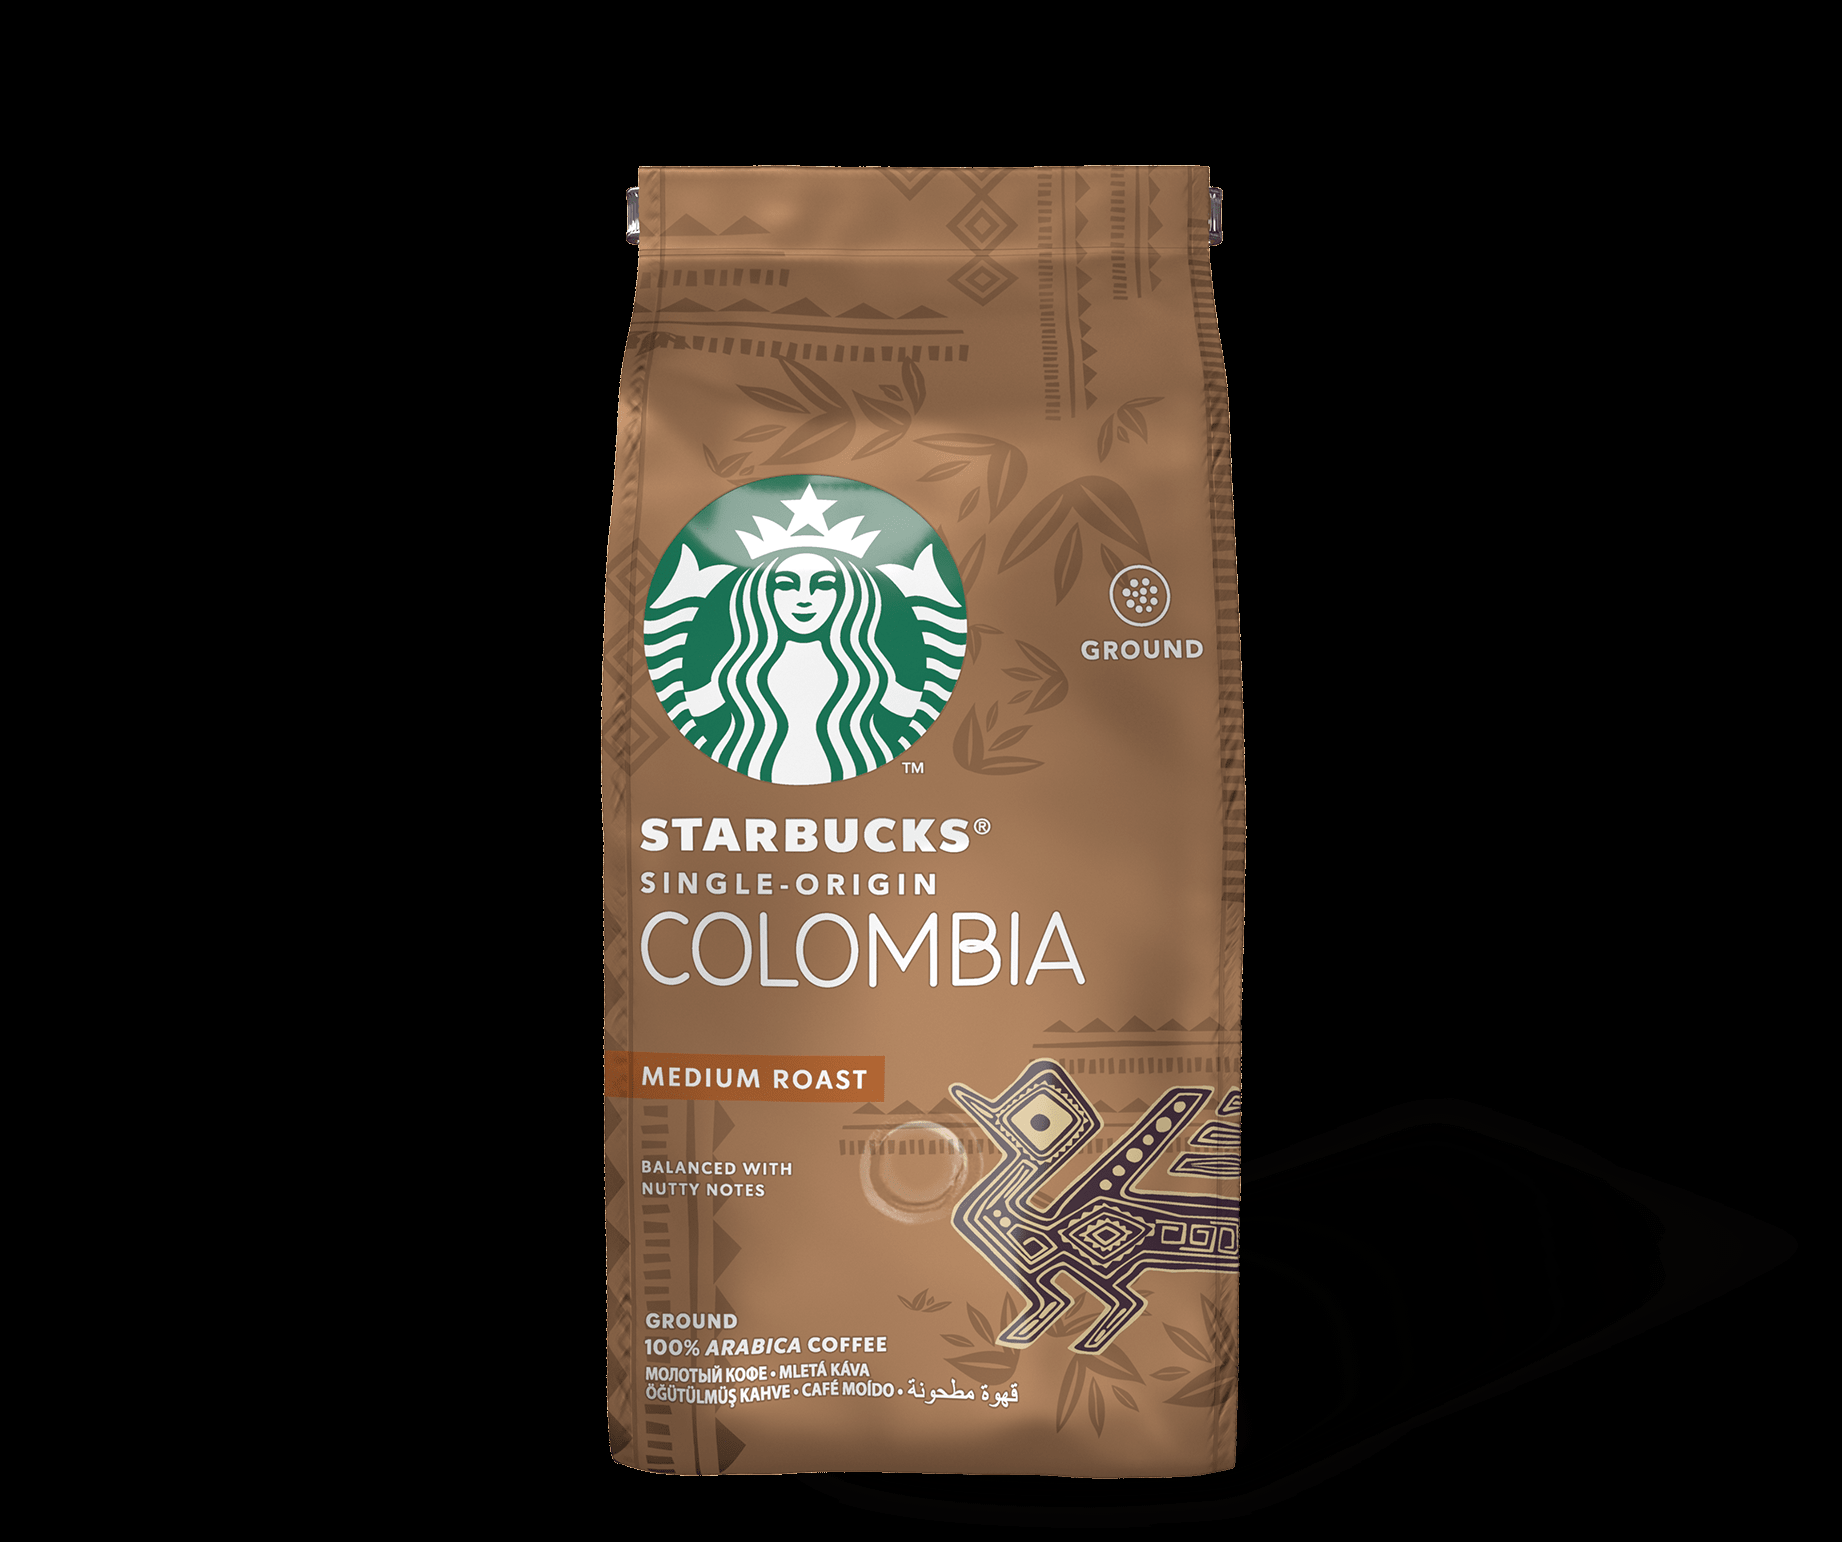 GROUND
TM
STARBUCKS®
SINGLE-ORIGIN
COLOMBIA
MEDIUM ROAST
BALANCED WITH
NUTTY NOTES
GROUND
100% ARABICA COFFEE
МОЛОТЫЙ КОФЕ • MLETÁ KÁVA
ÖĞÜTÜLMÜŞ KAHVE • CAFÉ MOÍDO • قهوة مطحونة